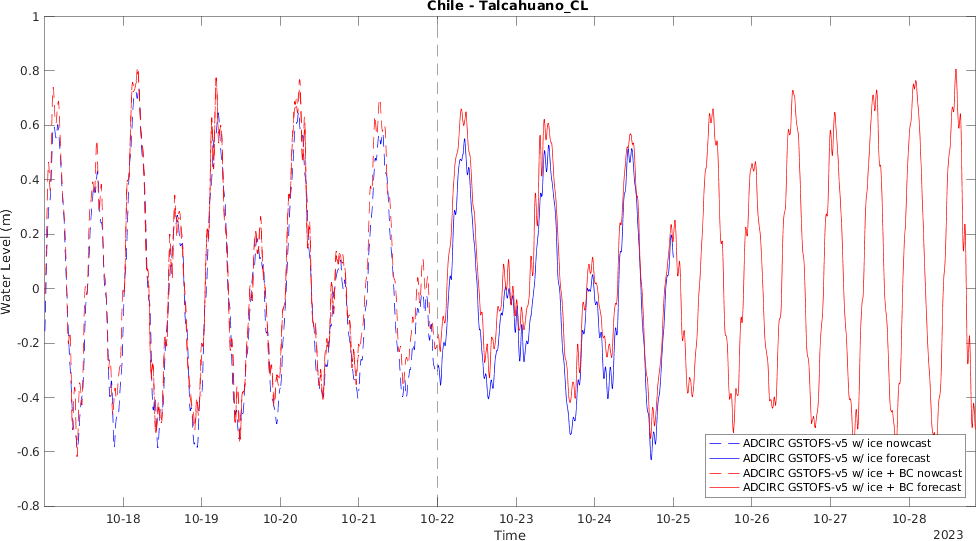 Chile - Talcahuano_CL
1
0.8
0.6
0.4
0.2
0
-0.2
-0.4
-0.6
-0.8
Water Level (m)
ADCIRC GSTOFS-v5 w/ ice nowcast
ADCIRC GSTOFS-v5 w/ ice forecast
ADCIRC GSTOFS-v5 w/ ice + BC nowcast
ADCIRC GSTOFS-v5 w/ ice + BC forecast
10-18 10-19 10-20 10-21 10-22 10-23 10-24 10-25 10-26 10-27 10-28
Time
2023